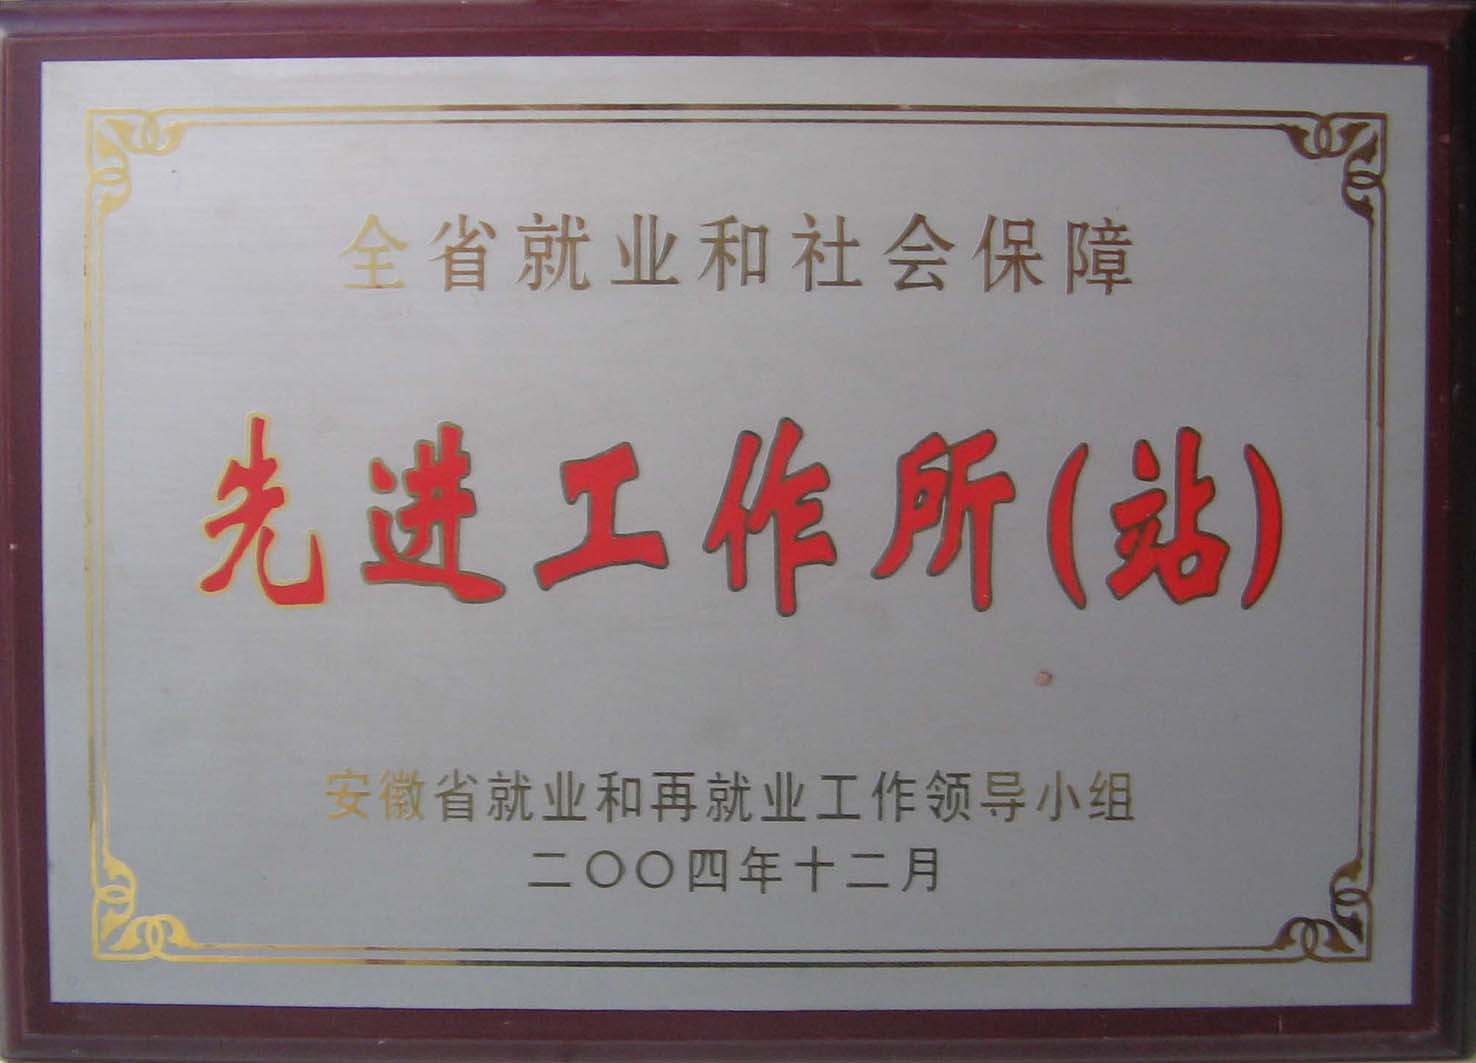 全省就业和社会保障
先进工作所(站)
安徽省就业和再就业工作领导小组
二〇〇四年十二月